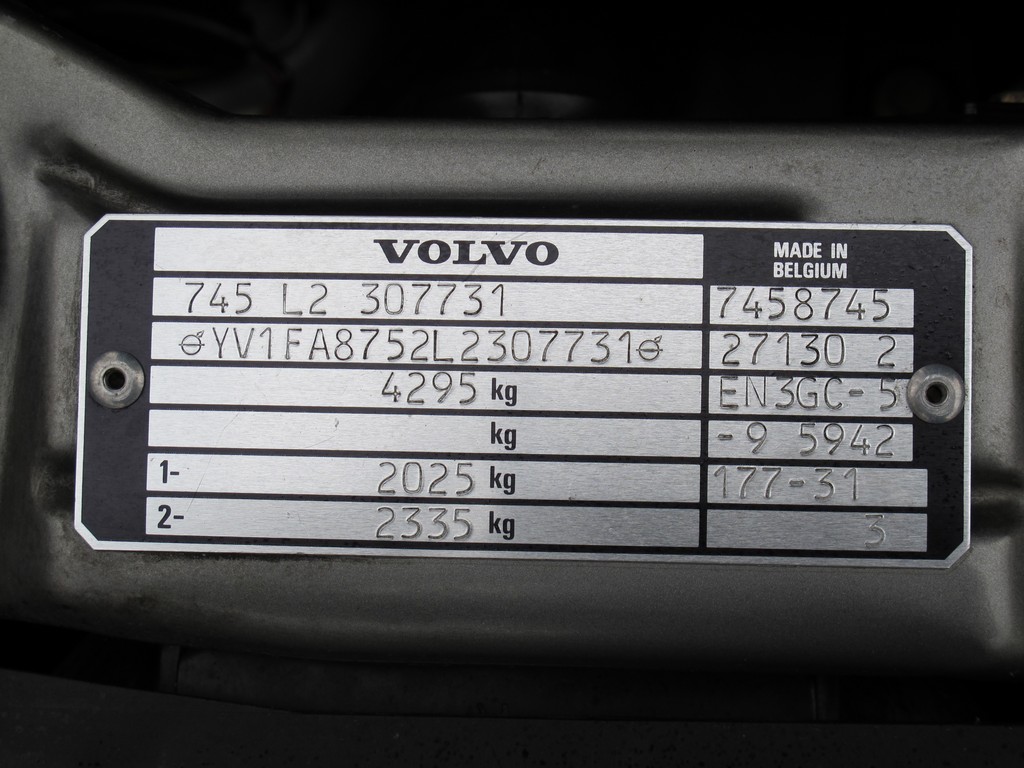 VOLVO
MADE IN
BELGIUM
745 L2 307731 7458745
YV1FA8752L2307731 27130 2
4295 kg EN3GC-5
kg -9 5942
1- 2025 kg 177-31
2- 2335 kg 3